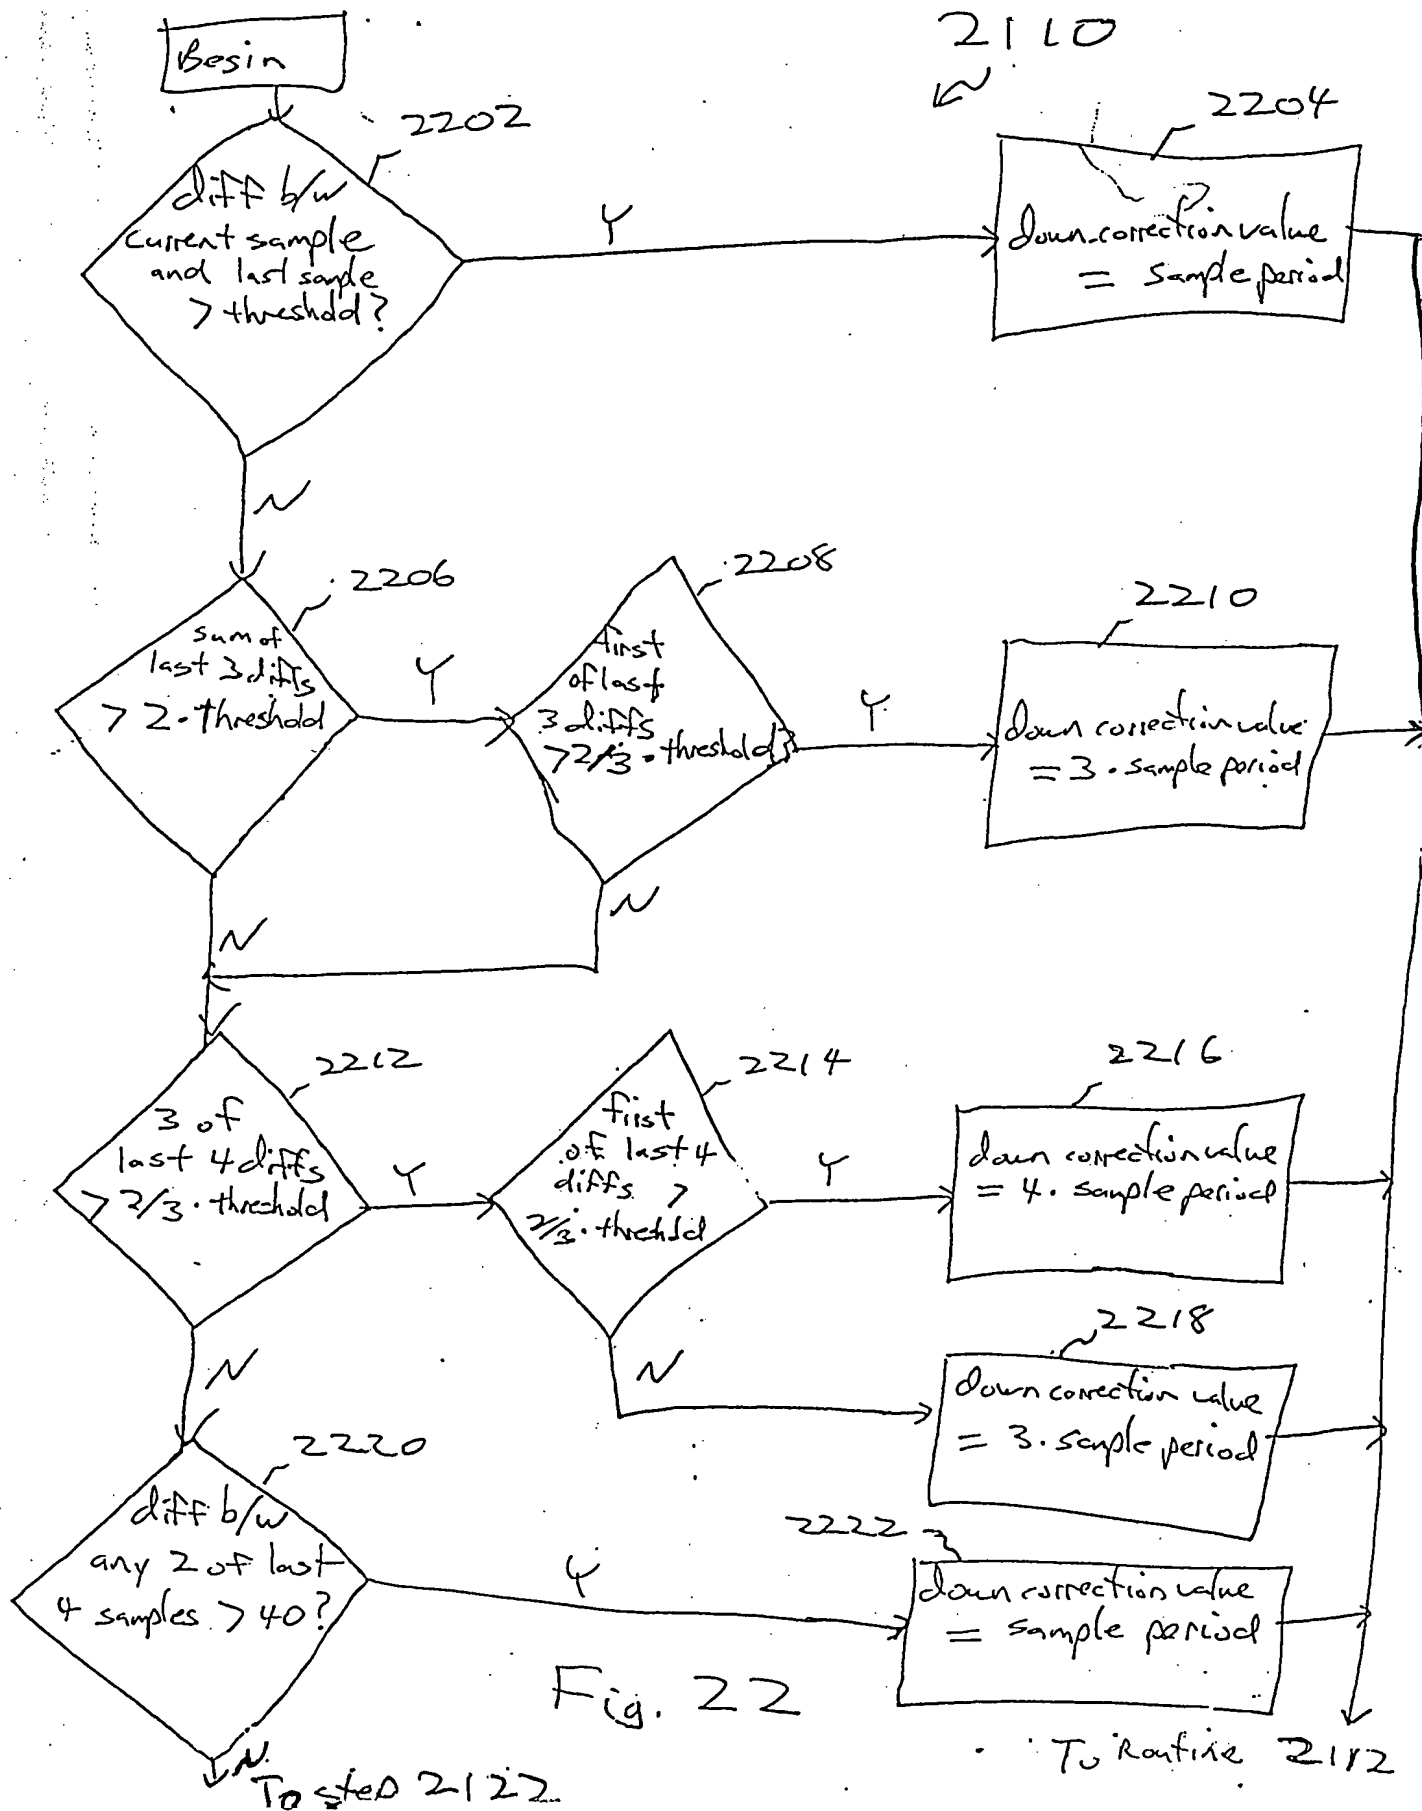 Begin
2110
2202
2204
diff b/w
current sample
and last sample
> threshold?
Y
down correction value
= sample period
N
2206
2208
2210
sum of
last 3 diffs
> 2·threshold
Y
first
of last
3 diffs
> 2/3·threshold
Y
down correction value
= 3·sample period
N
N
2212
2214
2216
3 of
last 4 diffs
> 2/3·threshold
Y
first
of last 4
diffs >
2/3·threshold
Y
down correction value
= 4·sample period
N
N
2218
down correction value
= 3·sample period
2220
2222
diff b/w
any 2 of last
4 samples > 40?
Y
down correction value
= sample period
Fig. 22
N
To step 2122
To Routine 2112